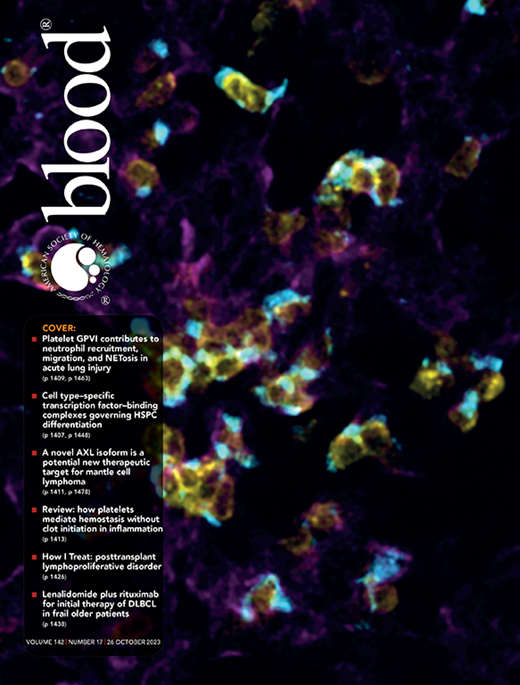 blood®
AMERICAN SOCIETY OF HEMATOLOGY
®
COVER:
Platelet GPVI contributes to
neutrophil recruitment,
migration, and NETosis in
acute lung injury
(p 1409, p 1463)
Cell type–specific
transcription factor–binding
complexes governing HSPC
differentiation
(p 1407, p 1448)
A novel AXL isoform is a
potential new therapeutic
target for mantle cell
lymphoma
(p 1411, p 1478)
Review: how platelets
mediate hemostasis without
clot initiation in inflammation
(p 1413)
How I Treat: posttransplant
lymphoproliferative disorder
(p 1426)
Lenalidomide plus rituximab
for initial therapy of DLBCL
in frail older patients
(p 1438)
VOLUME 142 | NUMBER 17 | 26 OCTOBER 2023